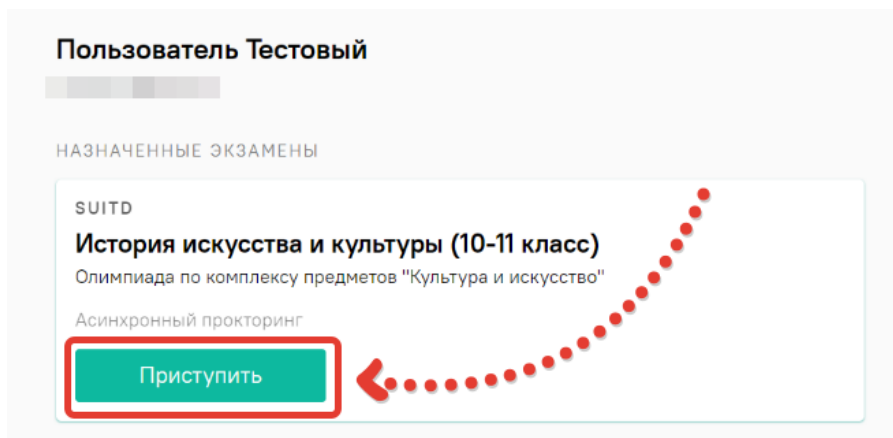 Пользователь Тестовый
НАЗНАЧЕННЫЕ ЭКЗАМЕНЫ
SUITD
История искусства и культуры (10-11 класс)
Олимпиада по комплексу предметов "Культура и искусство"
Асинхронный прокторинг
Приступить